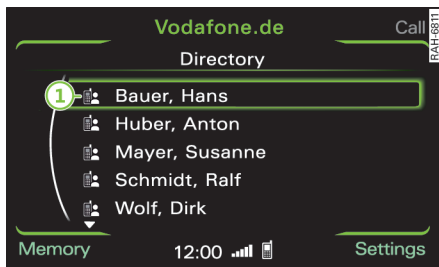 Vodafone.de
Call
RAH-6811
Directory
1 Bauer, Hans
Huber, Anton
Mayer, Susanne
Schmidt, Ralf
Wolf, Dirk
Memory 12:00 Settings